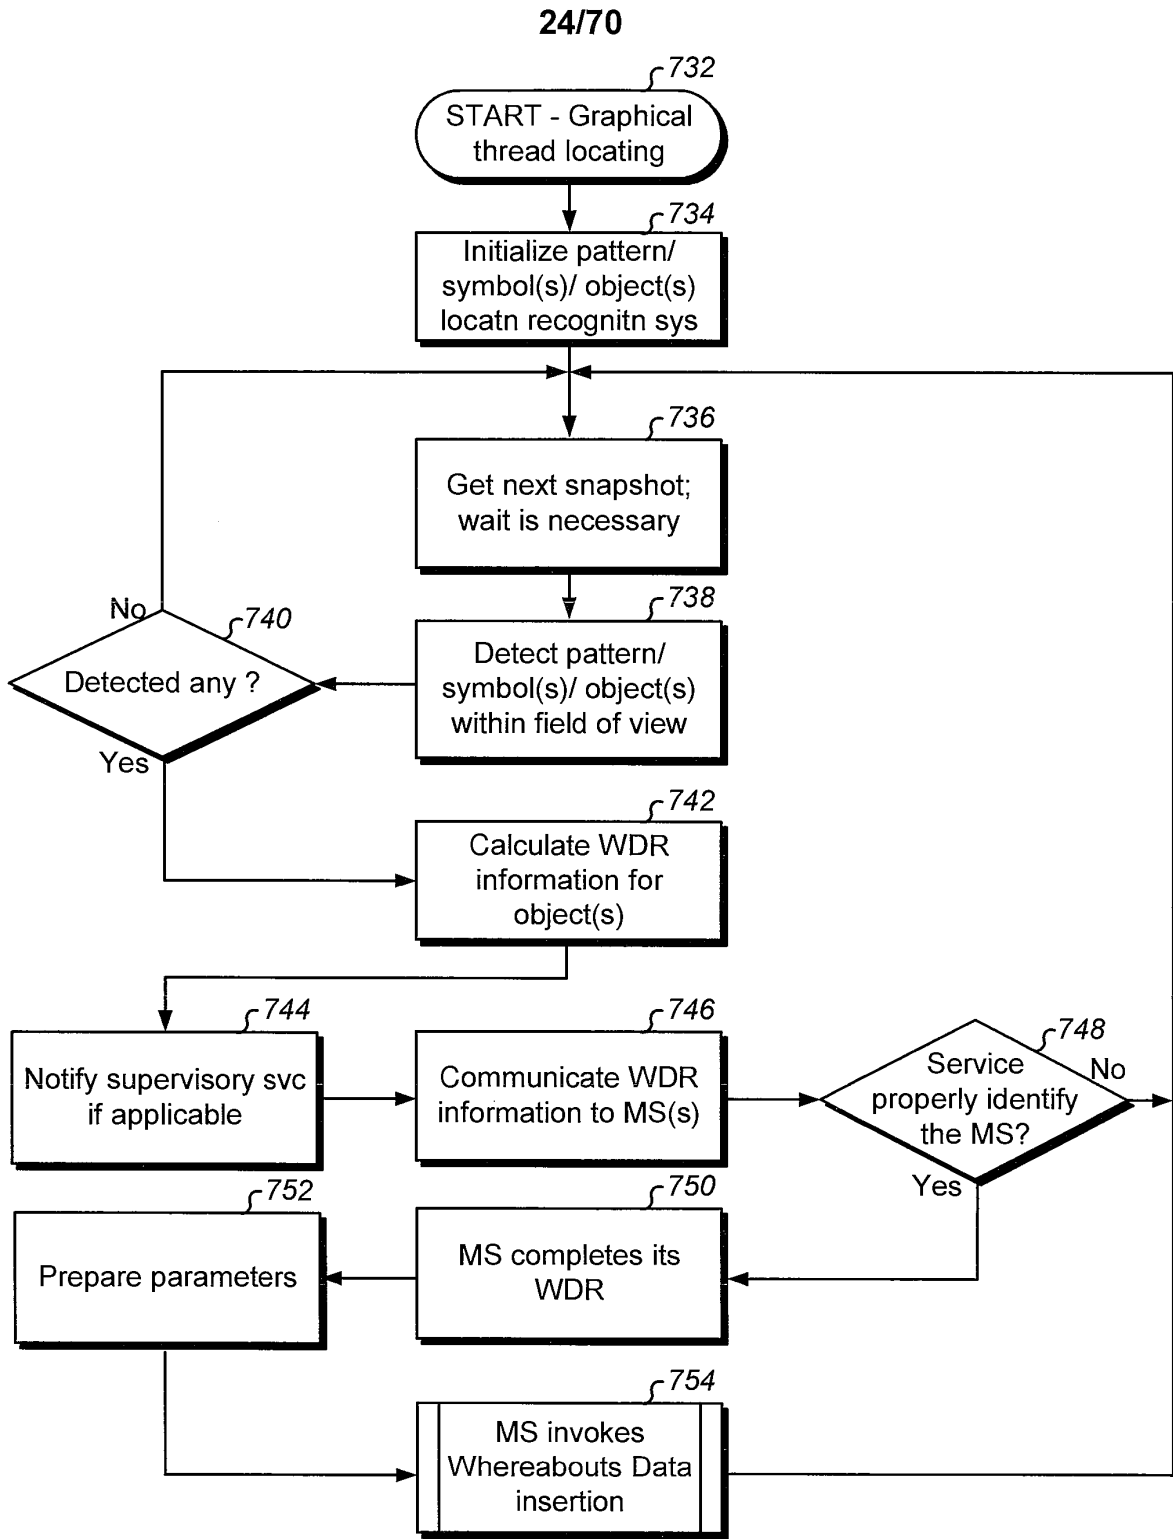 24/70
732
START - Graphical
thread locating
734
Initialize pattern/
symbol(s)/ object(s)
locatn recognitn sys
736
Get next snapshot;
wait is necessary
738
Detect pattern/
symbol(s)/ object(s)
within field of view
No
740
Detected any ?
Yes
742
Calculate WDR
information for
object(s)
744
Notify supervisory svc
if applicable
746
Communicate WDR
information to MS(s)
748
Service
properly identify
the MS?
No
Yes
750
MS completes its
WDR
752
Prepare parameters
754
MS invokes
Whereabouts Data
insertion